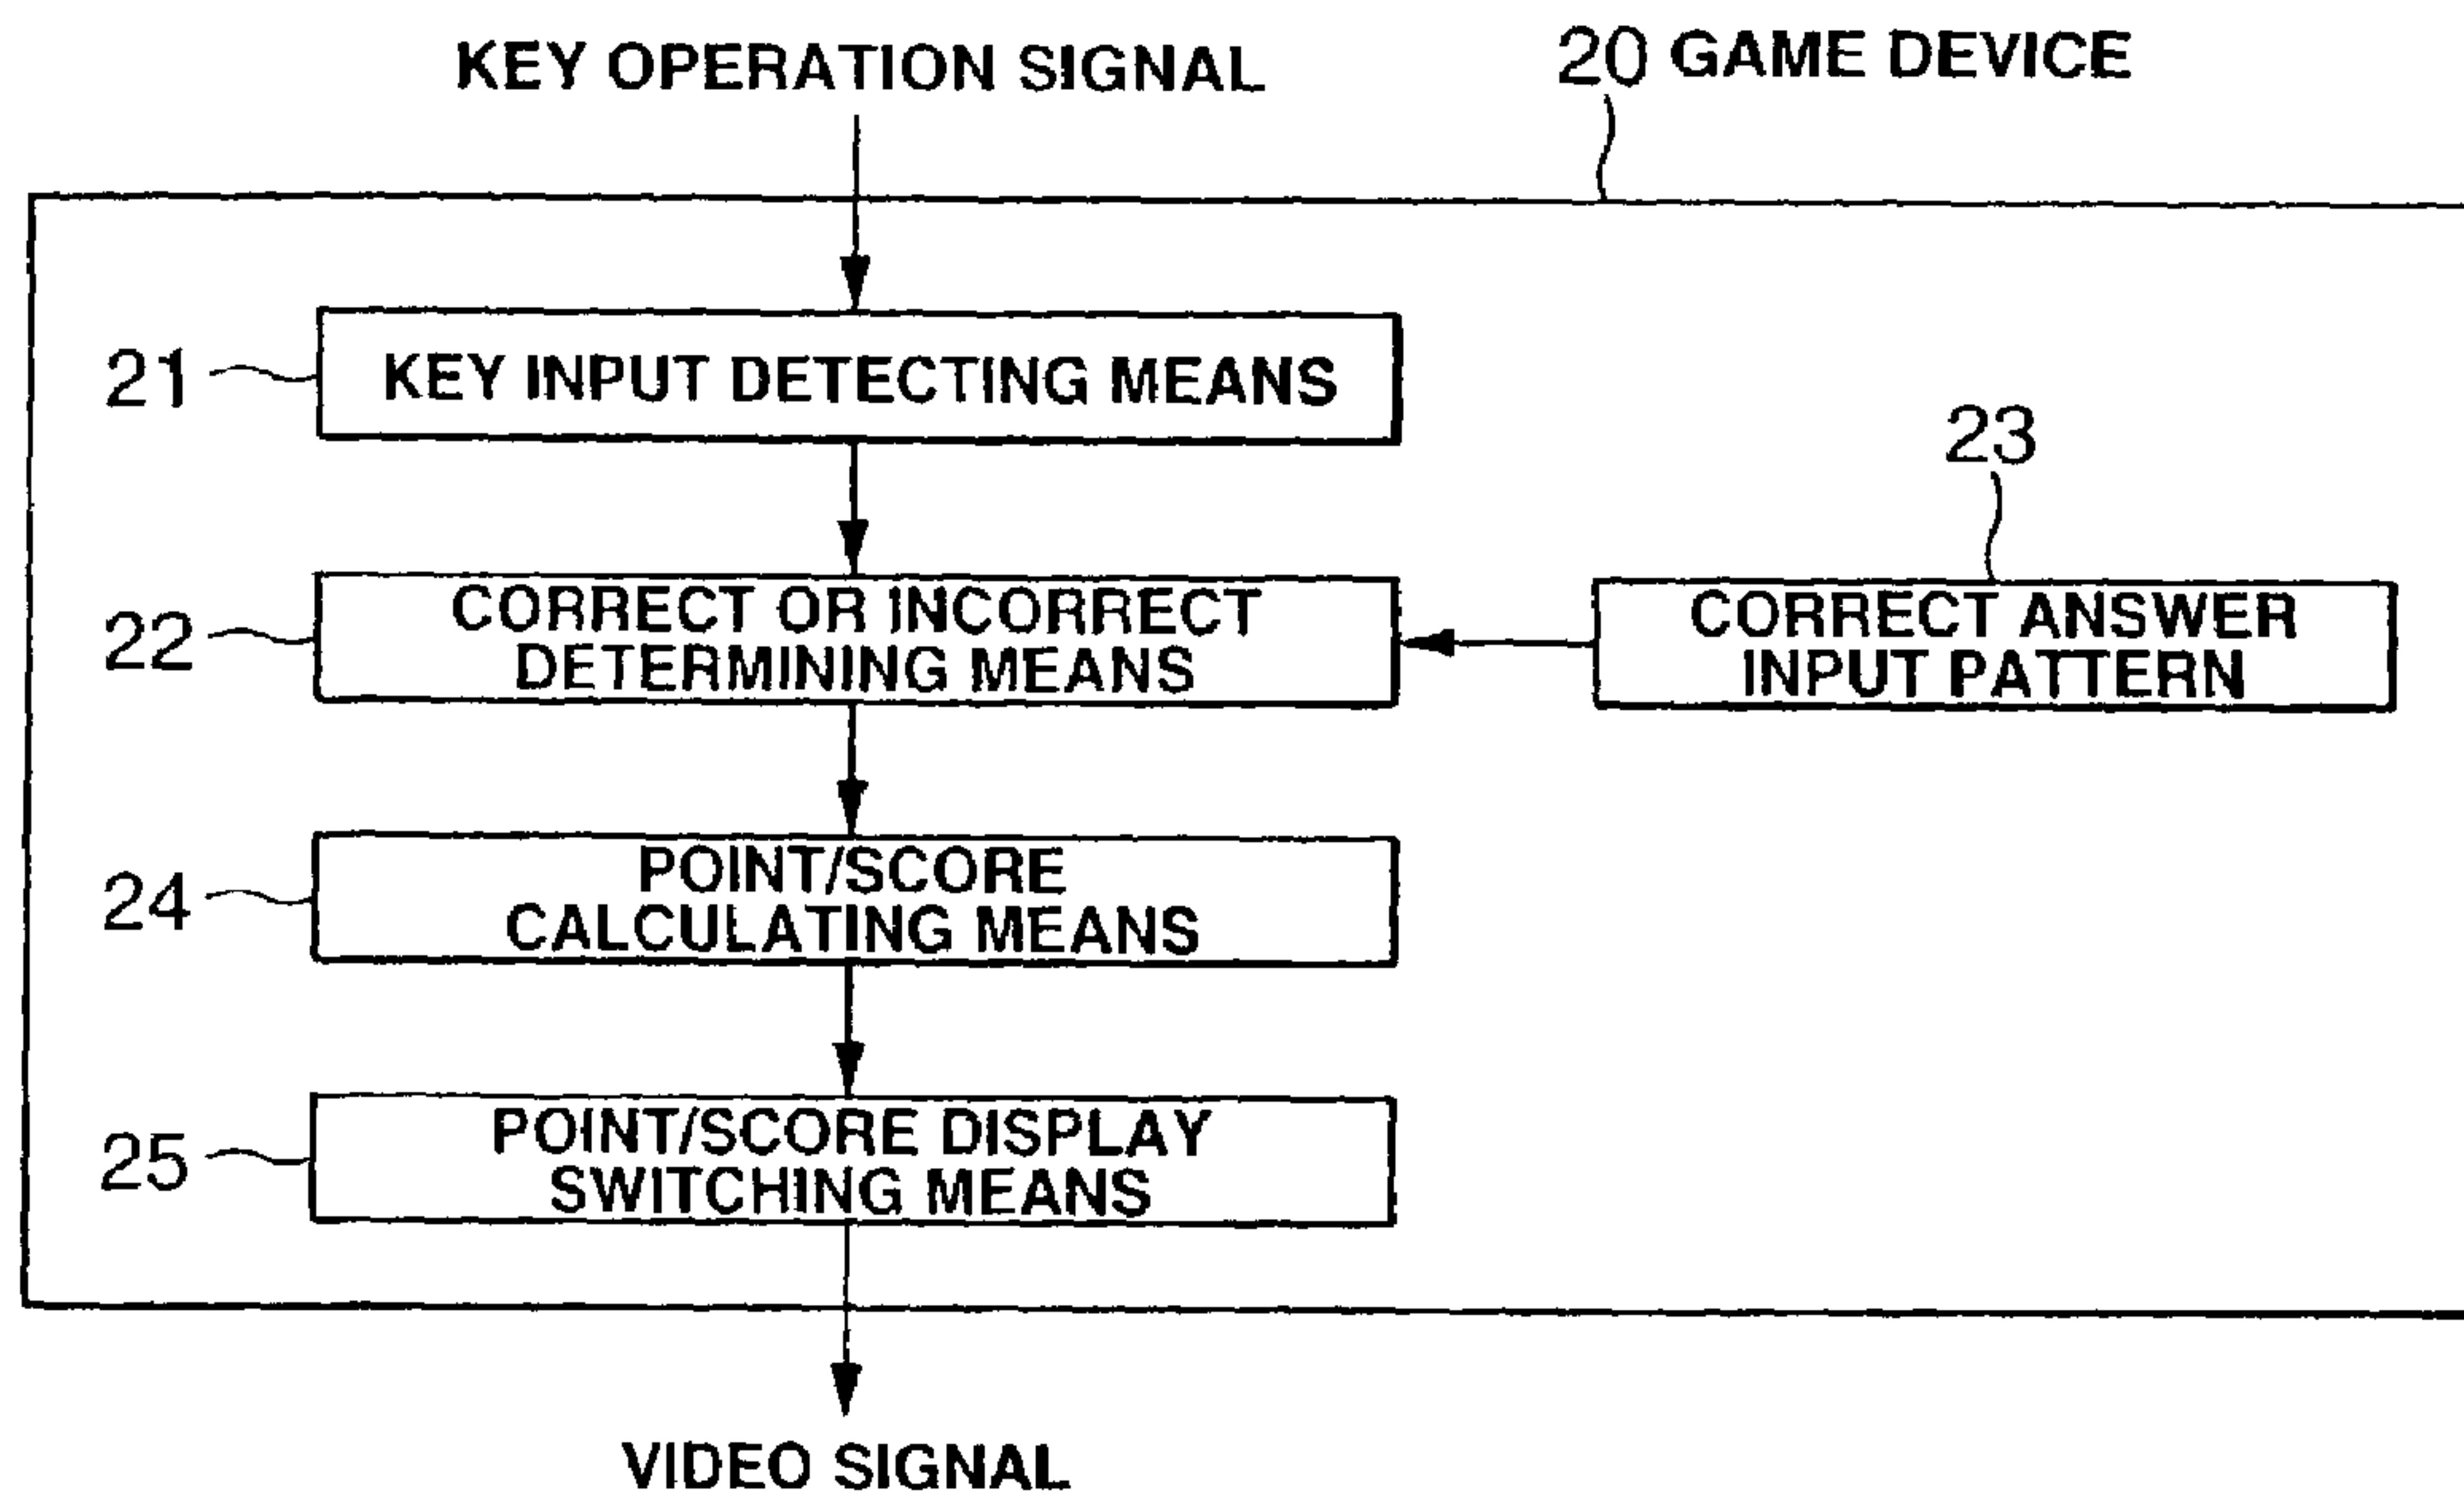 KEY OPERATION SIGNAL
20 GAME DEVICE
21
KEY INPUT DETECTING MEANS
23
22
CORRECT OR INCORRECT
DETERMINING MEANS
CORRECT ANSWER
INPUT PATTERN
24
POINT/SCORE
CALCULATING MEANS
25
POINT/SCORE DISPLAY
SWITCHING MEANS
VIDEO SIGNAL